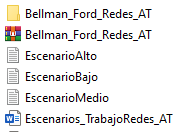 Bellman_Ford_Redes_AT
Bellman_Ford_Redes_AT
EscenarioAlto
EscenarioBajo
EscenarioMedio
Escenarios_TrabajoRedes_AT